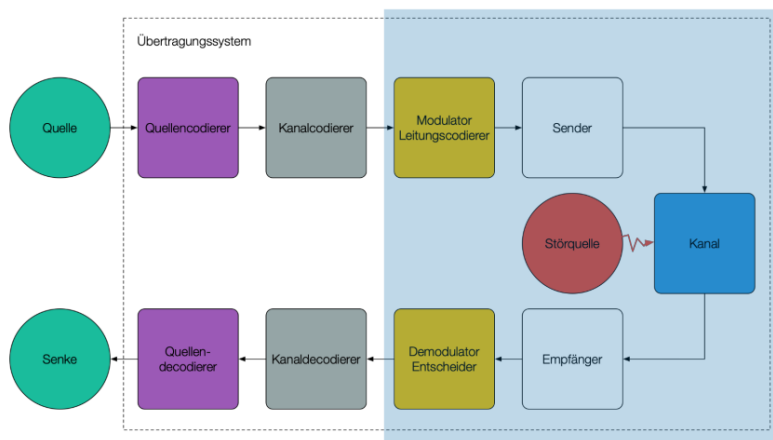 Übertragungssystem
Quelle
Quellencodierer
Kanalcodierer
Modulator
Leitungscodierer
Sender
Störquelle
Kanal
Senke
Quellen-
decodierer
Kanaldecodierer
Demodulator
Entscheider
Empfänger